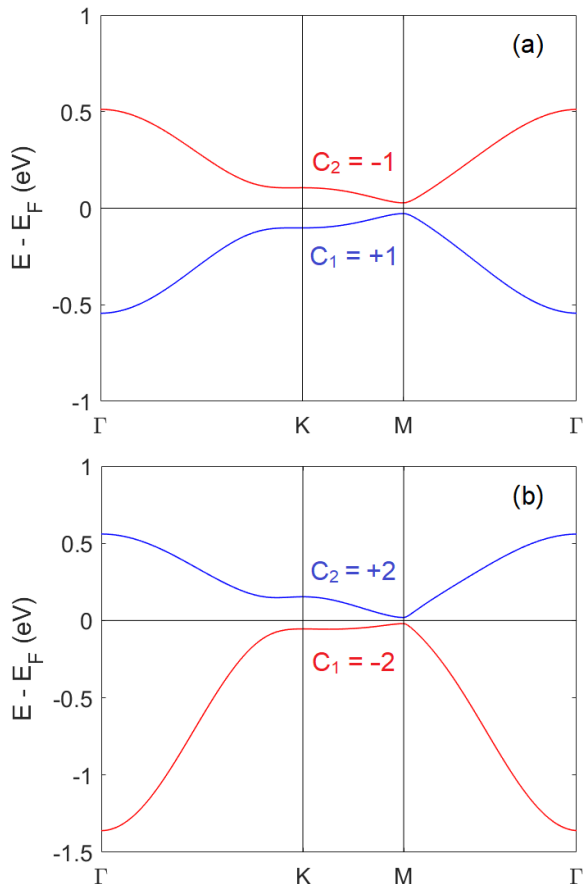 1
(a)
0.5
C₂ = -1
0
E - E_F (eV)
C₁ = +1
-0.5
-1
Γ K M Γ
1
(b)
0.5
C₂ = +2
0
E - E_F (eV)
C₁ = -2
-0.5
-1
-1.5
Γ K M Γ